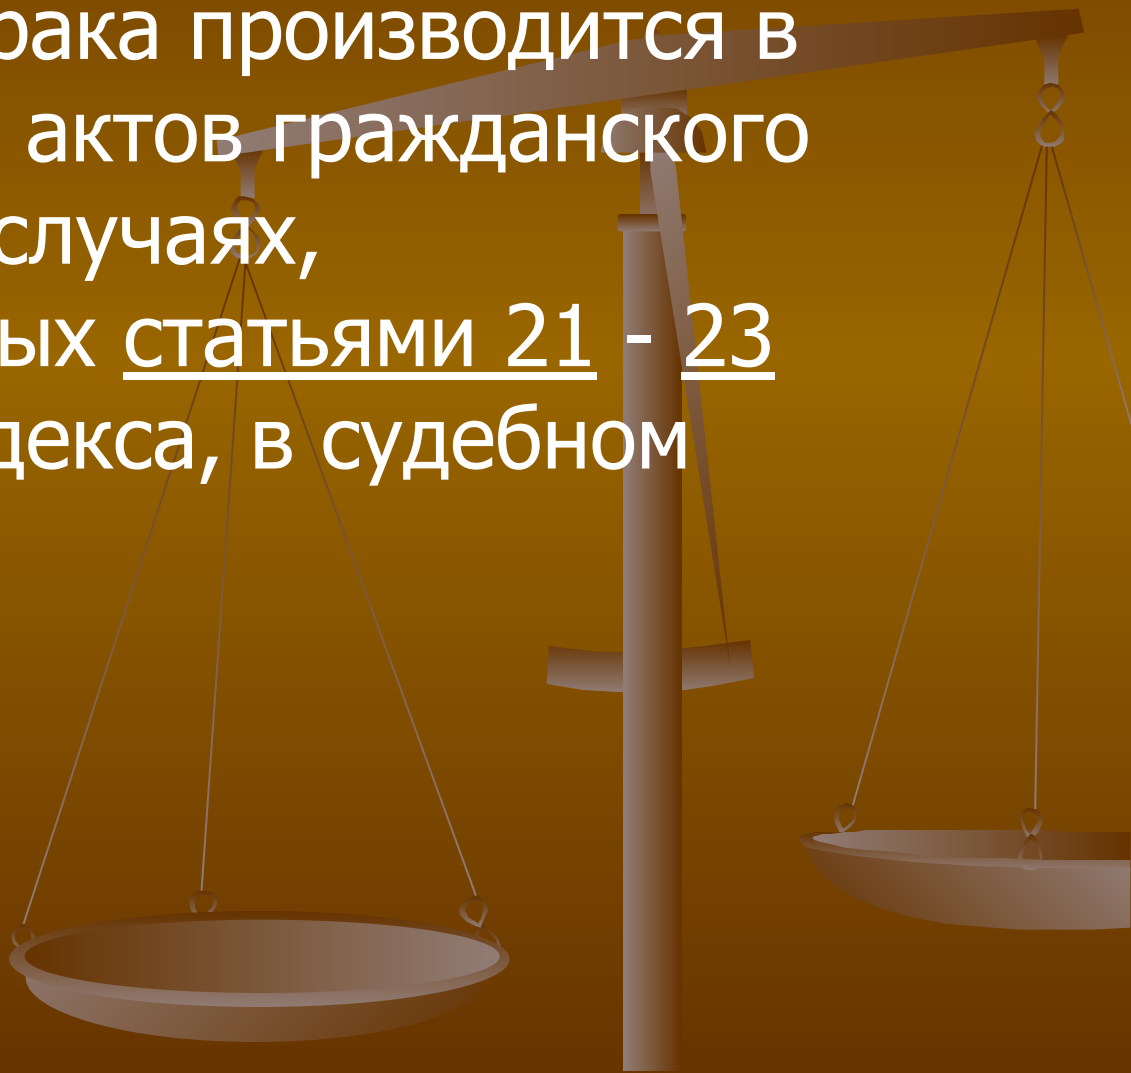 рака производится в
актов гражданского
случаях,
ых статьями 21 - 23
декса, в судебном